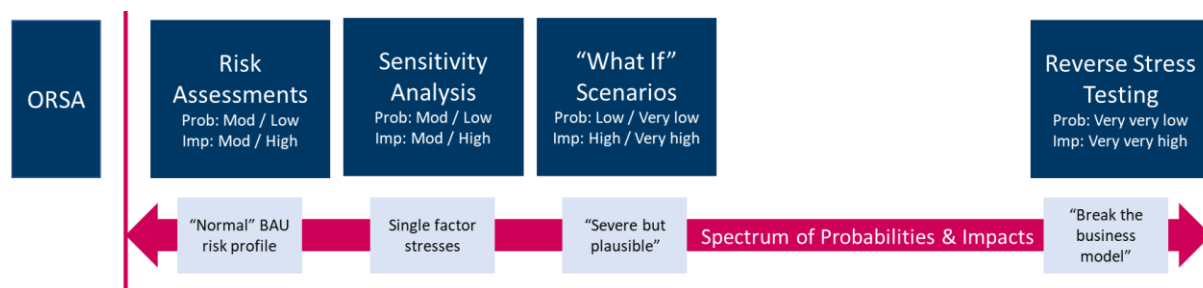 ORSA
Risk
Assessments
Prob: Mod / Low
Imp: Mod / High
Sensitivity
Analysis
Prob: Mod / Low
Imp: Mod / High
“What If”
Scenarios
Prob: Low / Very low
Imp: High / Very high
Reverse Stress
Testing
Prob: Very very low
Imp: Very very high
“Normal” BAU
risk profile
Single factor
stresses
“Severe but
plausible”
Spectrum of Probabilities & Impacts
“Break the
business
model”